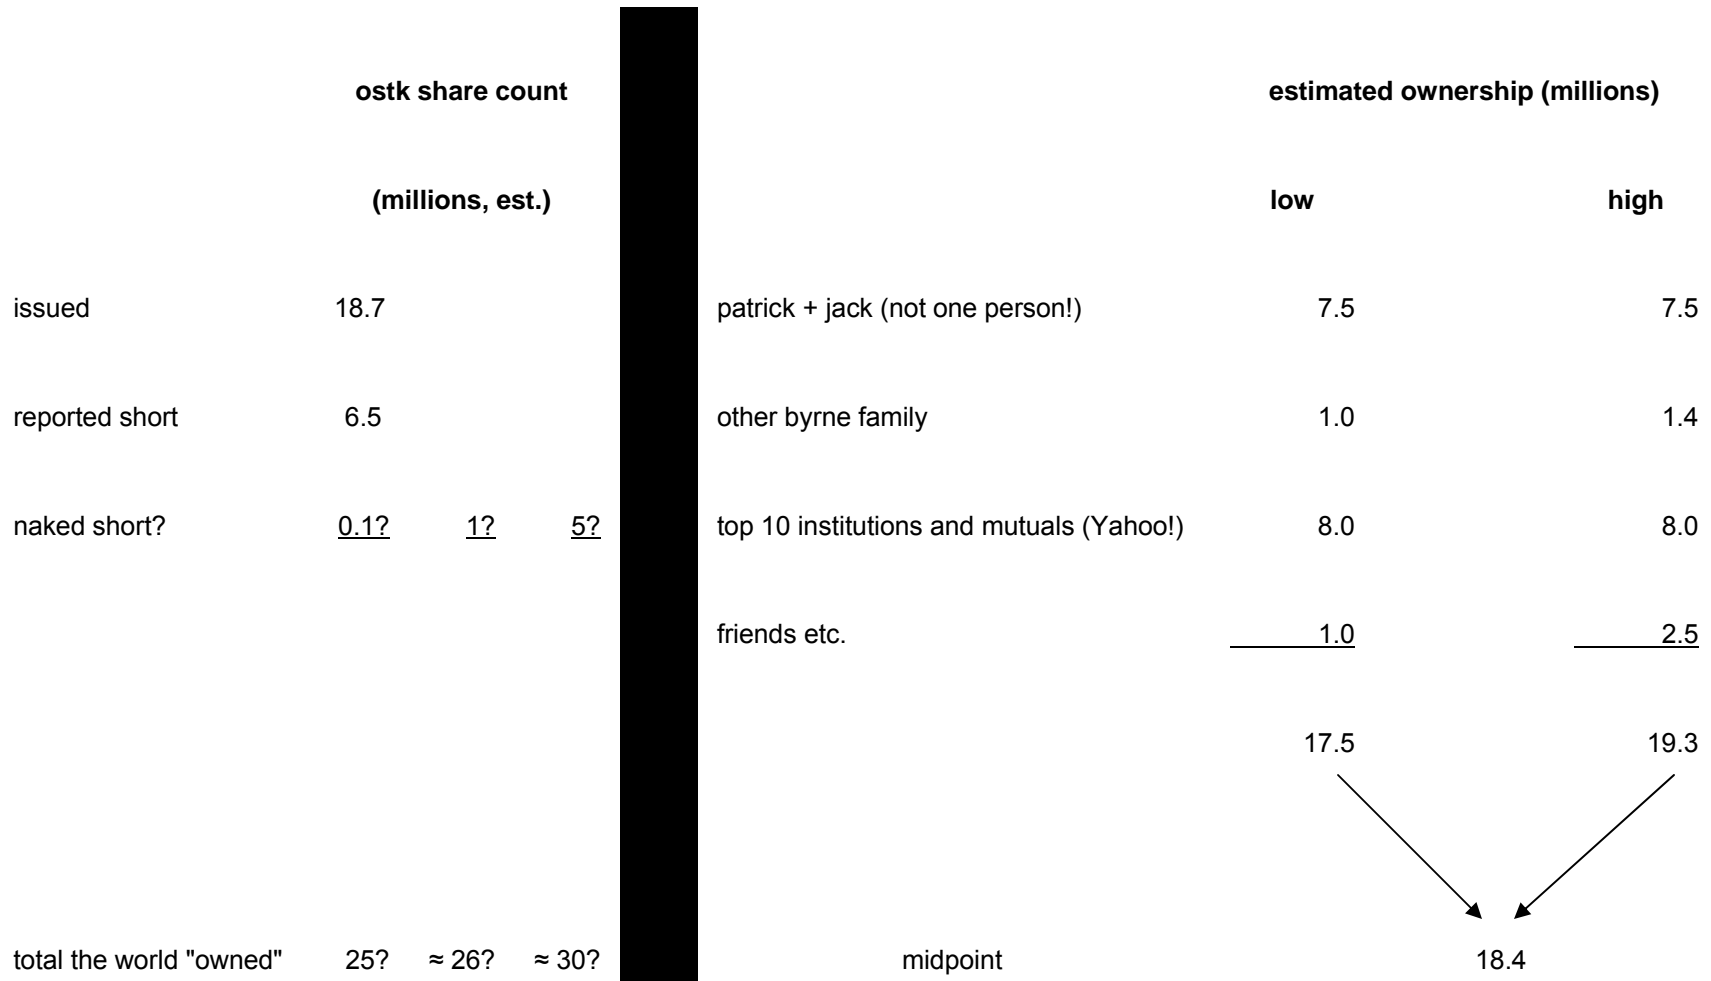 ostk share count
(millions, est.)
issued 18.7
reported short 6.5
naked short? 0.1? 1? 5?
total the world "owned" 25? ≈ 26? ≈ 30?
estimated ownership (millions)
low high
patrick + jack (not one person!) 7.5 7.5
other byrne family 1.0 1.4
top 10 institutions and mutuals (Yahoo!) 8.0 8.0
friends etc. 1.0 2.5
17.5 19.3
midpoint 18.4